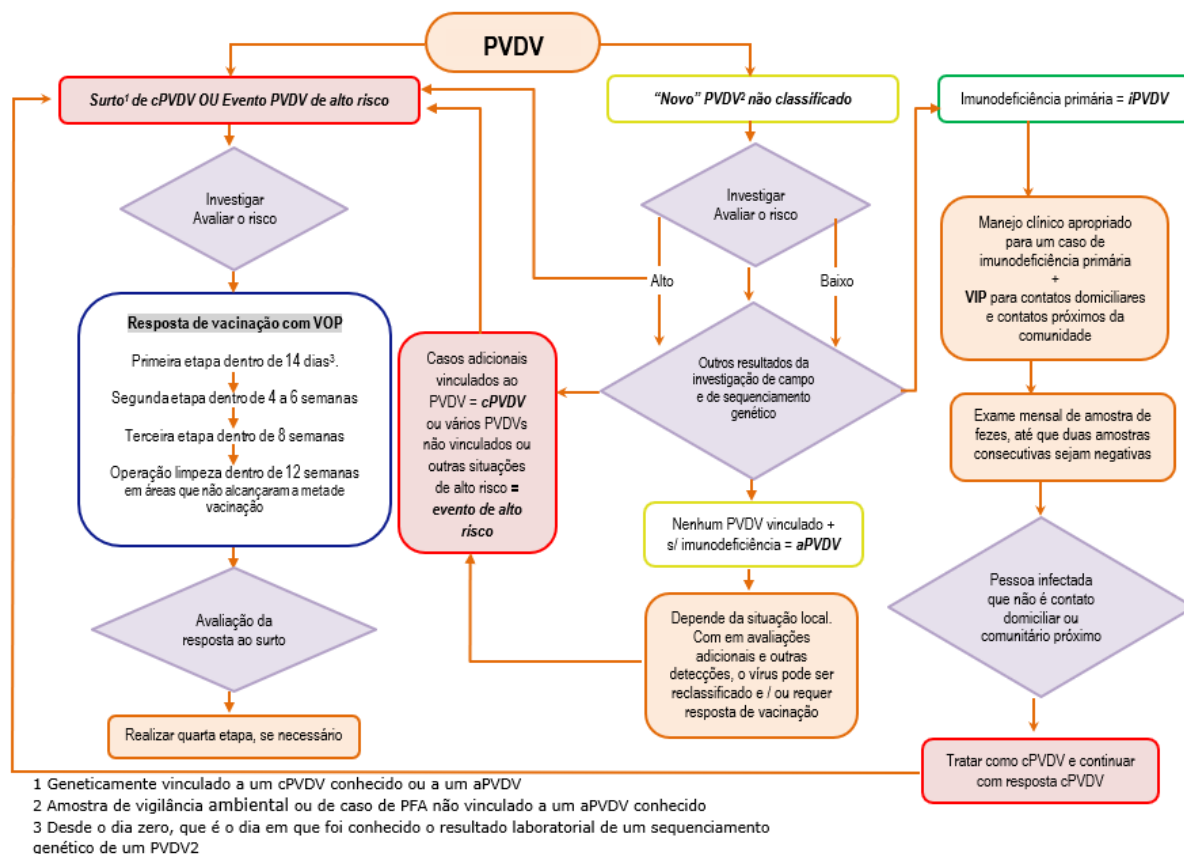 PVDV
Surto¹ de cPVDV OU Evento PVDV de alto risco
"Novo" PVDV² não classificado
Imunodeficiência primária = iPVDV
Investigar
Avaliar o risco
Investigar
Avaliar o risco
Alto
Baixo
Manejo clínico apropriado
para um caso de
imunodeficiência primária
+
VIP para contatos domiciliares
e contatos próximos da
comunidade
Resposta de vacinação com VOP
Primeira etapa dentro de 14 dias³.
Segunda etapa dentro de 4 a 6 semanas
Terceira etapa dentro de 8 semanas
Operação limpeza dentro de 12 semanas
em áreas que não alcançaram a meta de
vacinação
Casos adicionais
vinculados ao
PVDV = cPVDV
ou vários PVDVs
não vinculados ou
outras situações
de alto risco =
evento de alto
risco
Outros resultados da
investigação de campo
e de sequenciamento
genético
Exame mensal de amostra de
fezes, até que duas amostras
consecutivas sejam negativas
Nenhum PVDV vinculado +
s/ imunodeficiência = aPVDV
Avaliação da
resposta ao surto
Depende da situação local.
Com em avaliações
adicionais e outras
detecções, o vírus pode ser
reclassificado e / ou requer
resposta de vacinação
Pessoa infectada
que não é contato
domiciliar ou
comunitário próximo
Realizar quarta etapa, se necessário
Tratar como cPVDV e continuar
com resposta cPVDV
1 Geneticamente vinculado a um cPVDV conhecido ou a um aPVDV
2 Amostra de vigilância ambiental ou de caso de PFA não vinculado a um aPVDV conhecido
3 Desde o dia zero, que é o dia em que foi conhecido o resultado laboratorial de um sequenciamento
genético de um PVDV2